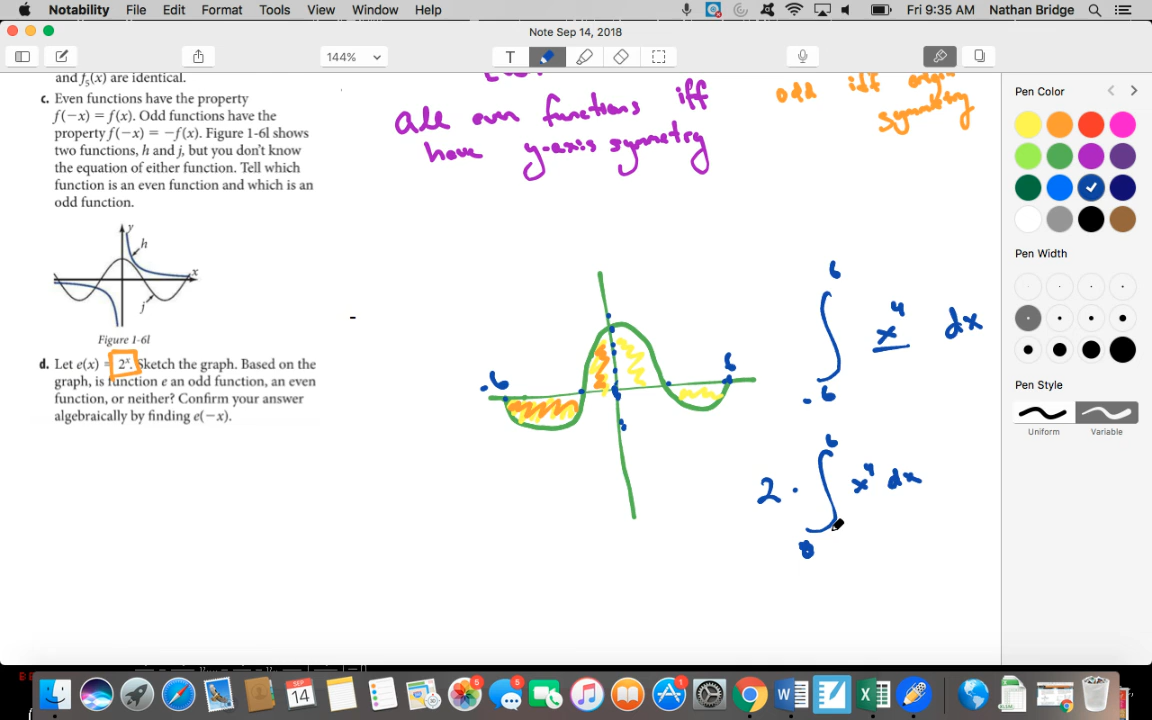 Notability File Edit View Tools Window Help Fri 9:35 AM Nathan Bridge
Note Sep 14, 2018
144% T
and f₅(x) are identical.
c. Even functions have the property
f(−x) = f(x). Odd functions have the
property f(−x) = −f(x). Figure 1-6l shows
two functions, h and j, but you don't know
the equation of either function. Tell which
function is an even function and which is an
odd function.
y
h
x
j
Figure 1-6l
d. Let e(x) = 2ˣ. Sketch the graph. Based on the
graph, is function e an odd function, an even
function, or neither? Confirm your answer
algebraically by finding e(−x).
all even functions iff
have y-axis symmetry
odd iff origin
symmetry
-6 6
∫ 6 -6 x⁴ dx
2 · ∫ 6 0 x⁴ dx
Pen Color
Pen Width
Pen Style
Uniform Variable
SEP
14
5 5 1